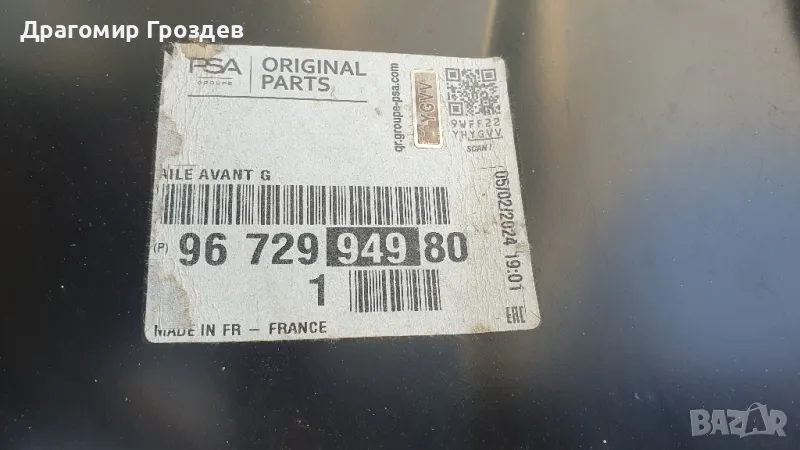 Драгомир Гроздев
PSA
GROUPE
ORIGINAL
PARTS
qr.groupe-psa.com
YGVV
9WFF22
YHYGVV
SCAN!
AILE AVANT G
(P) 96 729 949 80
1
05/02/2024 19:01
MADE IN FR – FRANCE
EAC
BAZAR